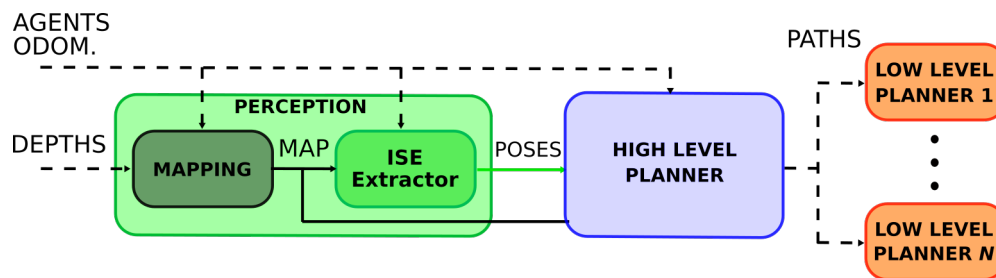 AGENTS
ODOM.
PATHS
PERCEPTION
DEPTHS
MAPPING
MAP
ISE
Extractor
POSES
HIGH LEVEL
PLANNER
LOW LEVEL
PLANNER 1
LOW LEVEL
PLANNER N